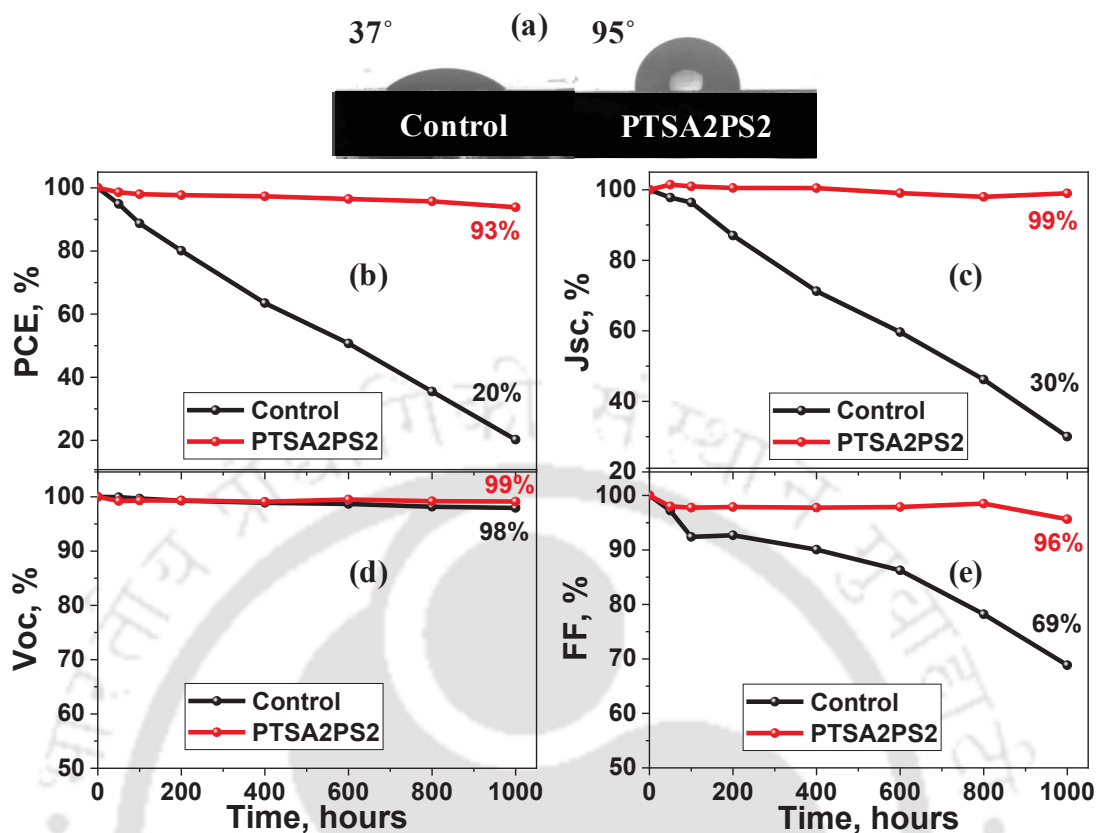 37° (a) 95°
Control PTSA2PS2
PCE, %
100
80
60
40
20
93%
(b)
20%
Control
PTSA2PS2
Jsc, %
100
80
60
40
20
99%
(c)
30%
Control
PTSA2PS2
Voc, %
100
90
80
70
60
50
99%
98%
(d)
Control
PTSA2PS2
0 200 400 600 800 1000
Time, hours
FF, %
100
90
80
70
60
50
96%
(e)
69%
Control
PTSA2PS2
0 200 400 600 800 1000
Time, hours